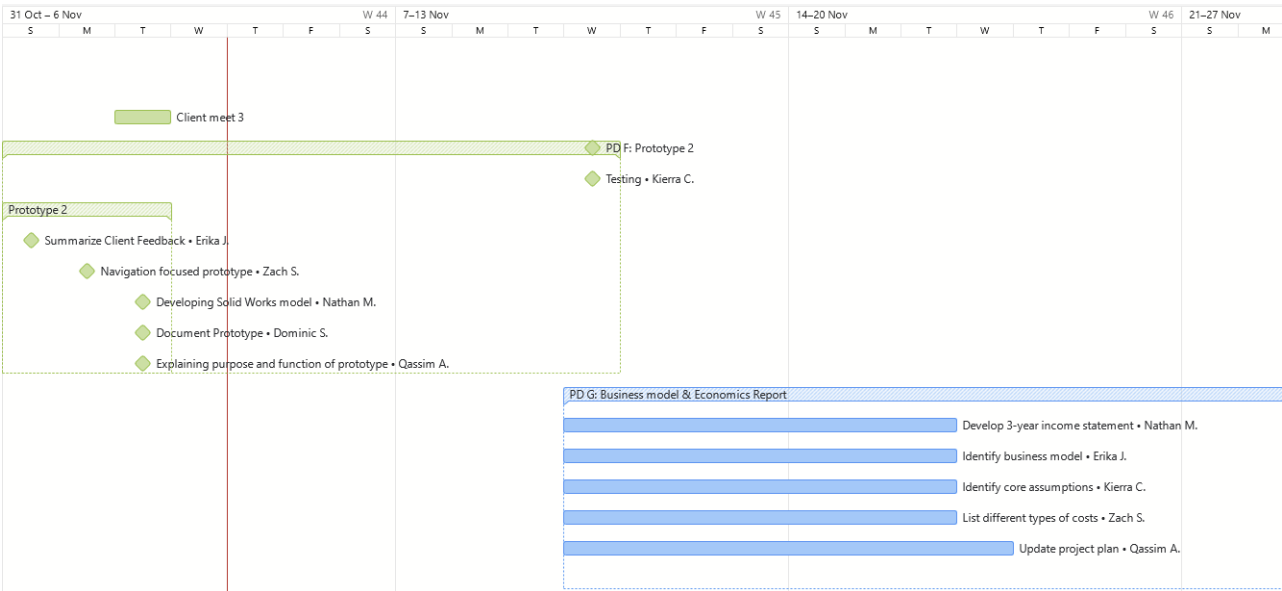 31 Oct – 6 Nov W 44 7–13 Nov W 45 14–20 Nov W 46 21–27 Nov
S M T W T F S S M T W T F S S M T W T F S S M
Client meet 3
PD F: Prototype 2
Testing • Kierra C.
Prototype 2
Summarize Client Feedback • Erika J.
Navigation focused prototype • Zach S.
Developing Solid Works model • Nathan M.
Document Prototype • Dominic S.
Explaining purpose and function of prototype • Qassim A.
PD G: Business model & Economics Report
Develop 3-year income statement • Nathan M.
Identify business model • Erika J.
Identify core assumptions • Kierra C.
List different types of costs • Zach S.
Update project plan • Qassim A.